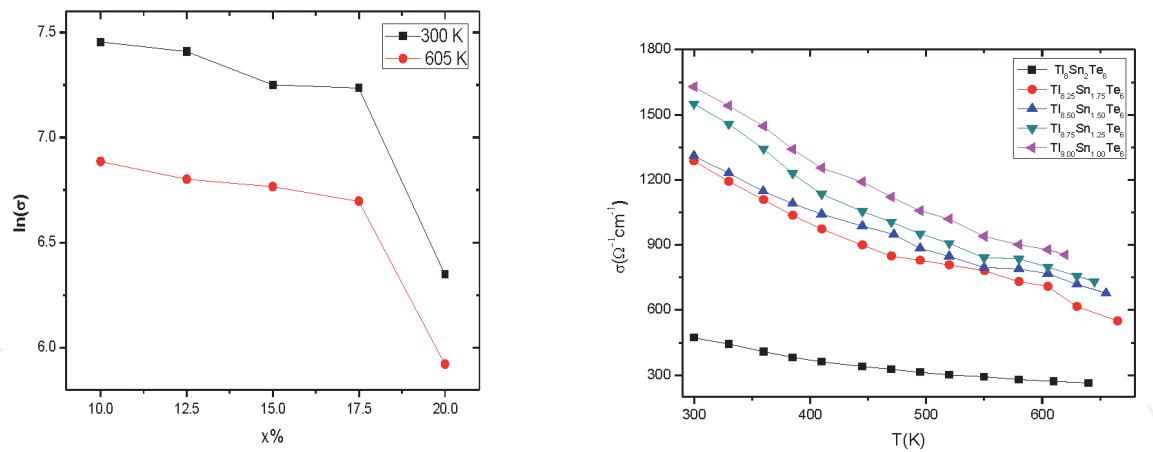 7.5
7.0
6.5
6.0
ln(σ)
10.0 12.5 15.0 17.5 20.0
x%
300 K
605 K
1800
1500
1200
900
600
300
σ(Ω⁻¹cm⁻¹)
300 400 500 600
T(K)
Tl₈Sn₂Te₆
Tl₈.₂₅Sn₁.₇₅Te₆
Tl₈.₅₀Sn₁.₅₀Te₆
Tl₈.₇₅Sn₁.₂₅Te₆
Tl₉.₀₀Sn₁.₀₀Te₆